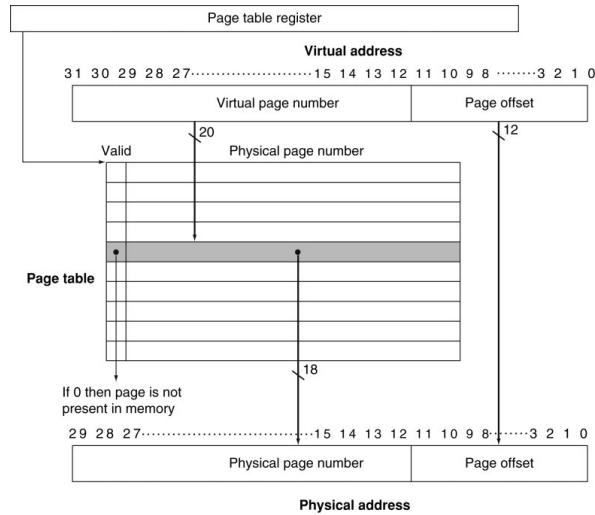 Page table register
Virtual address
31 30 29 28 27··························15 14 13 12 11 10 9 8 ·······3 2 1 0
Virtual page number Page offset
20 12
Valid Physical page number
Page table
18
If 0 then page is not
present in memory
29 28 27·····································15 14 13 12 11 10 9 8·······3 2 1 0
Physical page number Page offset
Physical address